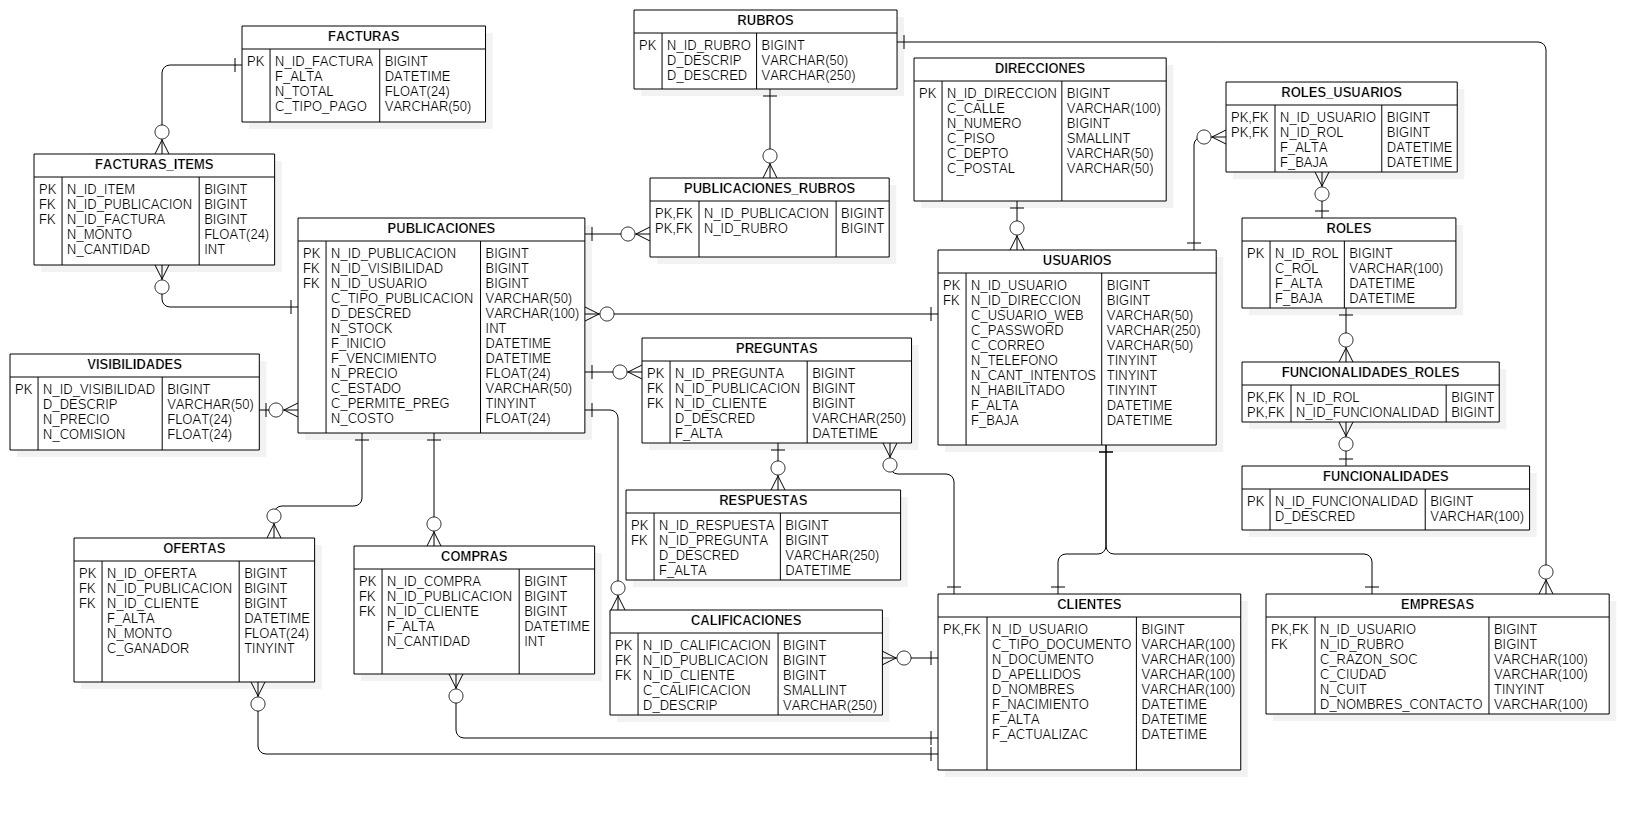 FACTURAS
PK N_ID_FACTURA BIGINT
F_ALTA DATETIME
N_TOTAL FLOAT(24)
C_TIPO_PAGO VARCHAR(50)
RUBROS
PK N_ID_RUBRO BIGINT
D_DESCRIP VARCHAR(50)
D_DESCRED VARCHAR(250)
DIRECCIONES
PK N_ID_DIRECCION BIGINT
C_CALLE VARCHAR(100)
N_NUMERO BIGINT
C_PISO SMALLINT
C_DEPTO VARCHAR(50)
C_POSTAL VARCHAR(50)
ROLES_USUARIOS
PK,FK N_ID_USUARIO BIGINT
PK,FK N_ID_ROL BIGINT
F_ALTA DATETIME
F_BAJA DATETIME
FACTURAS_ITEMS
PK N_ID_ITEM BIGINT
FK N_ID_PUBLICACION BIGINT
FK N_ID_FACTURA BIGINT
N_MONTO FLOAT(24)
N_CANTIDAD INT
PUBLICACIONES_RUBROS
PK,FK N_ID_PUBLICACION BIGINT
PK,FK N_ID_RUBRO BIGINT
PUBLICACIONES
PK N_ID_PUBLICACION BIGINT
FK N_ID_VISIBILIDAD BIGINT
FK N_ID_USUARIO BIGINT
C_TIPO_PUBLICACION VARCHAR(50)
D_DESCRED VARCHAR(100)
N_STOCK INT
F_INICIO DATETIME
F_VENCIMIENTO DATETIME
N_PRECIO FLOAT(24)
C_ESTADO VARCHAR(50)
C_PERMITE_PREG TINYINT
N_COSTO FLOAT(24)
ROLES
PK N_ID_ROL BIGINT
C_ROL VARCHAR(100)
F_ALTA DATETIME
F_BAJA DATETIME
USUARIOS
PK N_ID_USUARIO BIGINT
FK N_ID_DIRECCION BIGINT
C_USUARIO_WEB VARCHAR(50)
C_PASSWORD VARCHAR(250)
C_CORREO VARCHAR(50)
N_TELEFONO TINYINT
N_CANT_INTENTOS TINYINT
N_HABILITADO TINYINT
F_ALTA DATETIME
F_BAJA DATETIME
VISIBILIDADES
PK N_ID_VISIBILIDAD BIGINT
D_DESCRIP VARCHAR(50)
N_PRECIO FLOAT(24)
N_COMISION FLOAT(24)
PREGUNTAS
PK N_ID_PREGUNTA BIGINT
FK N_ID_PUBLICACION BIGINT
FK N_ID_CLIENTE BIGINT
D_DESCRED VARCHAR(250)
F_ALTA DATETIME
FUNCIONALIDADES_ROLES
PK,FK N_ID_ROL BIGINT
PK,FK N_ID_FUNCIONALIDAD BIGINT
FUNCIONALIDADES
PK N_ID_FUNCIONALIDAD BIGINT
D_DESCRED VARCHAR(100)
RESPUESTAS
PK N_ID_RESPUESTA BIGINT
FK N_ID_PREGUNTA BIGINT
D_DESCRED VARCHAR(250)
F_ALTA DATETIME
OFERTAS
PK N_ID_OFERTA BIGINT
FK N_ID_PUBLICACION BIGINT
FK N_ID_CLIENTE BIGINT
F_ALTA DATETIME
N_MONTO FLOAT(24)
C_GANADOR TINYINT
COMPRAS
PK N_ID_COMPRA BIGINT
FK N_ID_PUBLICACION BIGINT
FK N_ID_CLIENTE BIGINT
F_ALTA DATETIME
N_CANTIDAD INT
CALIFICACIONES
PK N_ID_CALIFICACION BIGINT
FK N_ID_PUBLICACION BIGINT
FK N_ID_CLIENTE BIGINT
C_CALIFICACION SMALLINT
D_DESCRIP VARCHAR(250)
CLIENTES
PK,FK N_ID_USUARIO BIGINT
C_TIPO_DOCUMENTO VARCHAR(100)
N_DOCUMENTO VARCHAR(100)
D_APELLIDOS VARCHAR(100)
D_NOMBRES VARCHAR(100)
F_NACIMIENTO DATETIME
F_ALTA DATETIME
F_ACTUALIZAC DATETIME
EMPRESAS
PK,FK N_ID_USUARIO BIGINT
FK N_ID_RUBRO BIGINT
C_RAZON_SOC VARCHAR(100)
C_CIUDAD VARCHAR(100)
N_CUIT TINYINT
D_NOMBRES_CONTACTO VARCHAR(100)